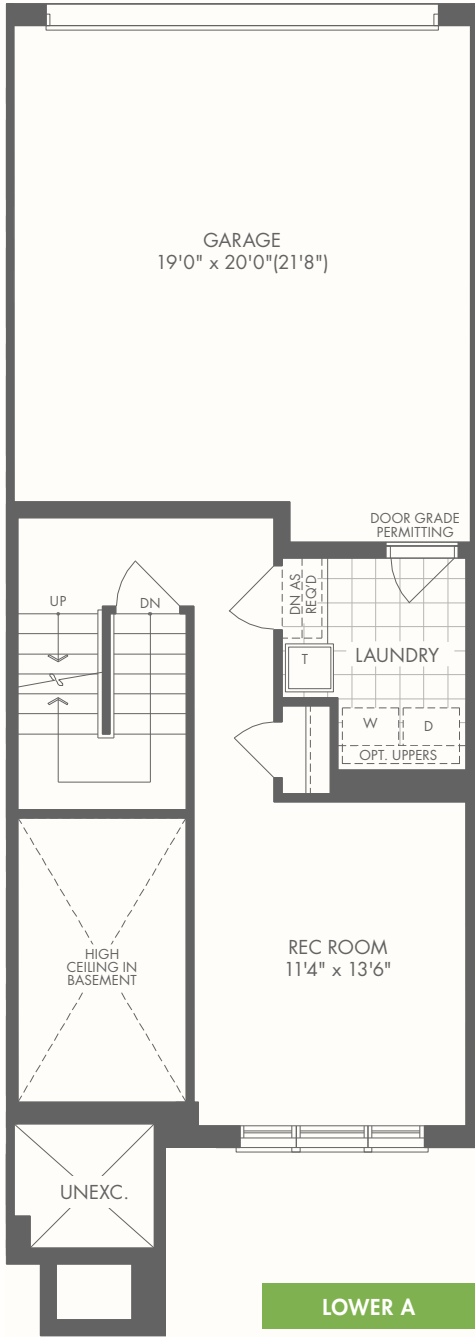 GARAGE
19'0" x 20'0"(21'8")
DOOR GRADE
PERMITTING
UP
DN
DN AS
REQ'D
T
LAUNDRY
W
D
OPT. UPPERS
HIGH
CEILING IN
BASEMENT
REC ROOM
11'4" x 13'6"
UNEXC.
LOWER A